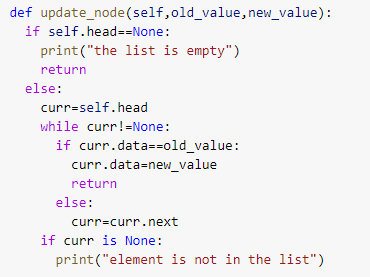 def update_node(self,old_value,new_value):
  if self.head==None:
    print("the list is empty")
    return
  else:
    curr=self.head
    while curr!=None:
      if curr.data==old_value:
        curr.data=new_value
        return
      else:
        curr=curr.next
    if curr is None:
      print("element is not in the list")